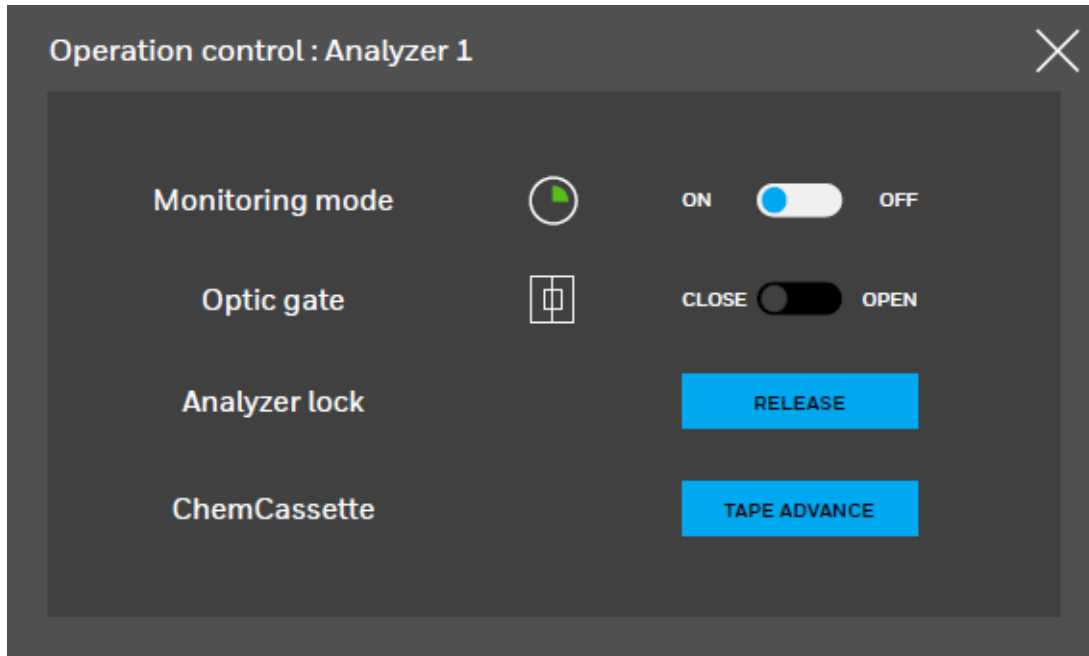 Operation control : Analyzer 1
Monitoring mode ON OFF
Optic gate CLOSE OPEN
Analyzer lock RELEASE
ChemCassette TAPE ADVANCE